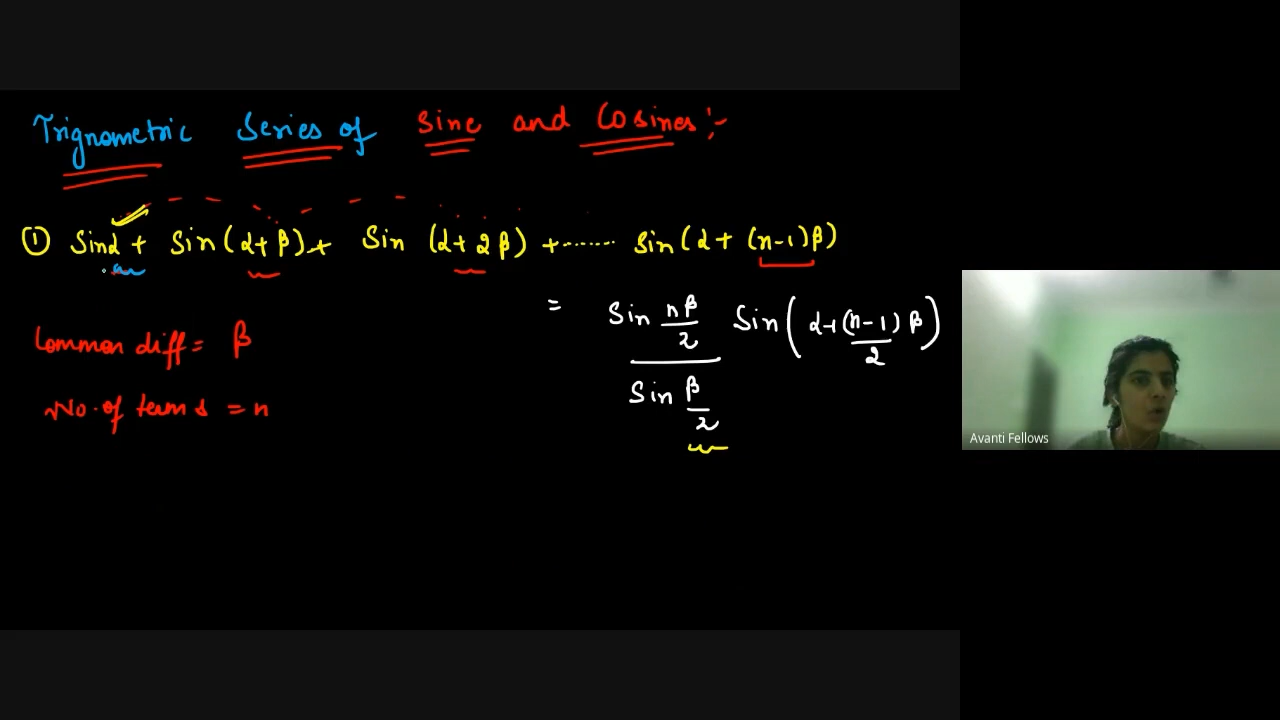 Trignometric Series of Sine and Cosines :-
① Sinα + Sin(α+β) + Sin (α+2β) + ....... Sin(α+ (n-1)β)
= Sin nβ/2 Sin(α+(n-1)β/2)
Sin β/2
Common diff = β
No. of terms = n
Avanti Fellows